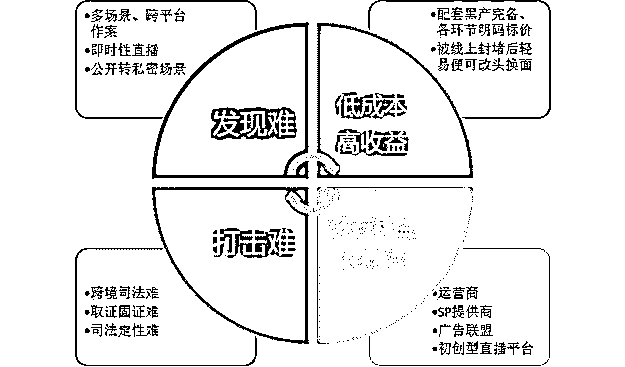 •多场景、跨平台
作案
•即时性直播
•公开转私密场景
•配套黑产完备、
各环节明码标价
•被线上封堵后轻
易便可改头换面
发现难
低成本
高收益
打击难
•跨境司法难
•取证固证难
•司法定性难
•运营商
•SP提供商
•广告联盟
•初创型直播平台